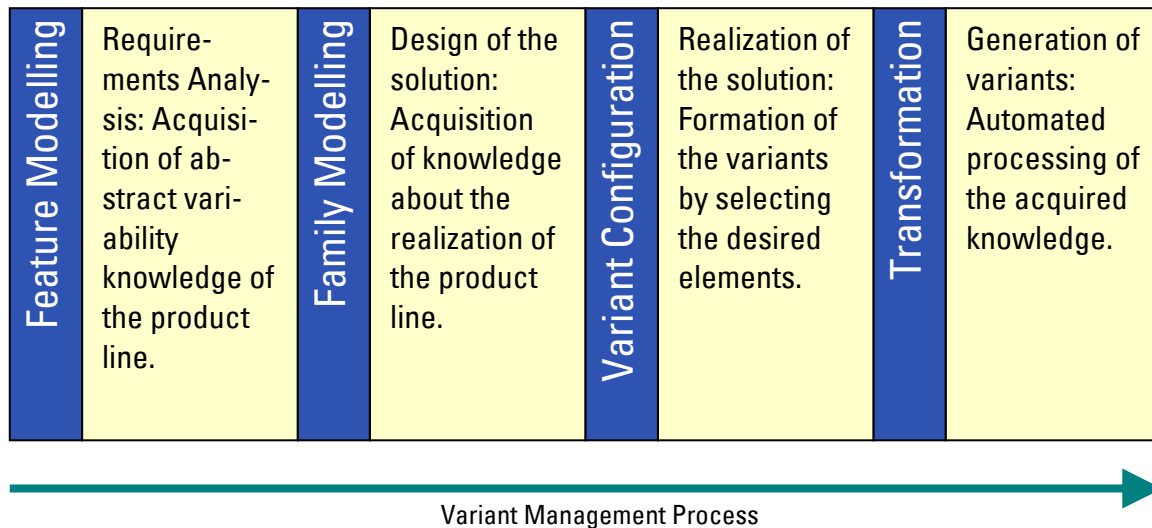 Feature Modelling
Require-
ments Analy-
sis: Acquisi-
tion of ab-
stract vari-
ability
knowledge of
the product
line.
Family Modelling
Design of the
solution:
Acquisition
of knowledge
about the
realization of
the product
line.
Variant Configuration
Realization of
the solution:
Formation of
the variants
by selecting
the desired
elements.
Transformation
Generation of
variants:
Automated
processing of
the acquired
knowledge.
Variant Management Process